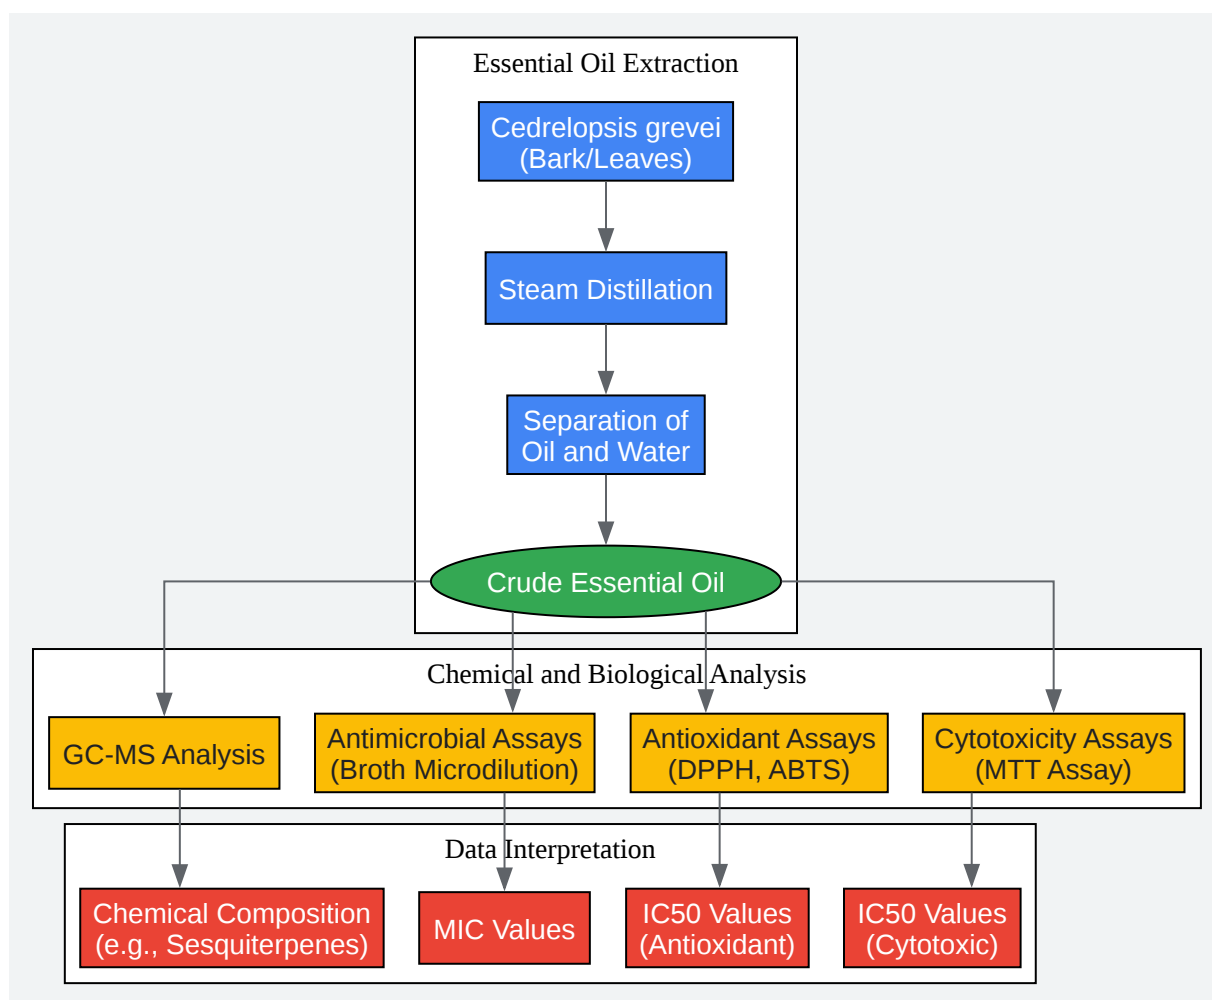 Essential Oil Extraction
Cedrelopsis grevei
(Bark/Leaves)
Steam Distillation
Separation of
Oil and Water
Crude Essential Oil
Chemical and Biological Analysis
GC-MS Analysis
Antimicrobial Assays
(Broth Microdilution)
Antioxidant Assays
(DPPH, ABTS)
Cytotoxicity Assays
(MTT Assay)
Data Interpretation
Chemical Composition
(e.g., Sesquiterpenes)
MIC Values
IC50 Values
(Antioxidant)
IC50 Values
(Cytotoxic)